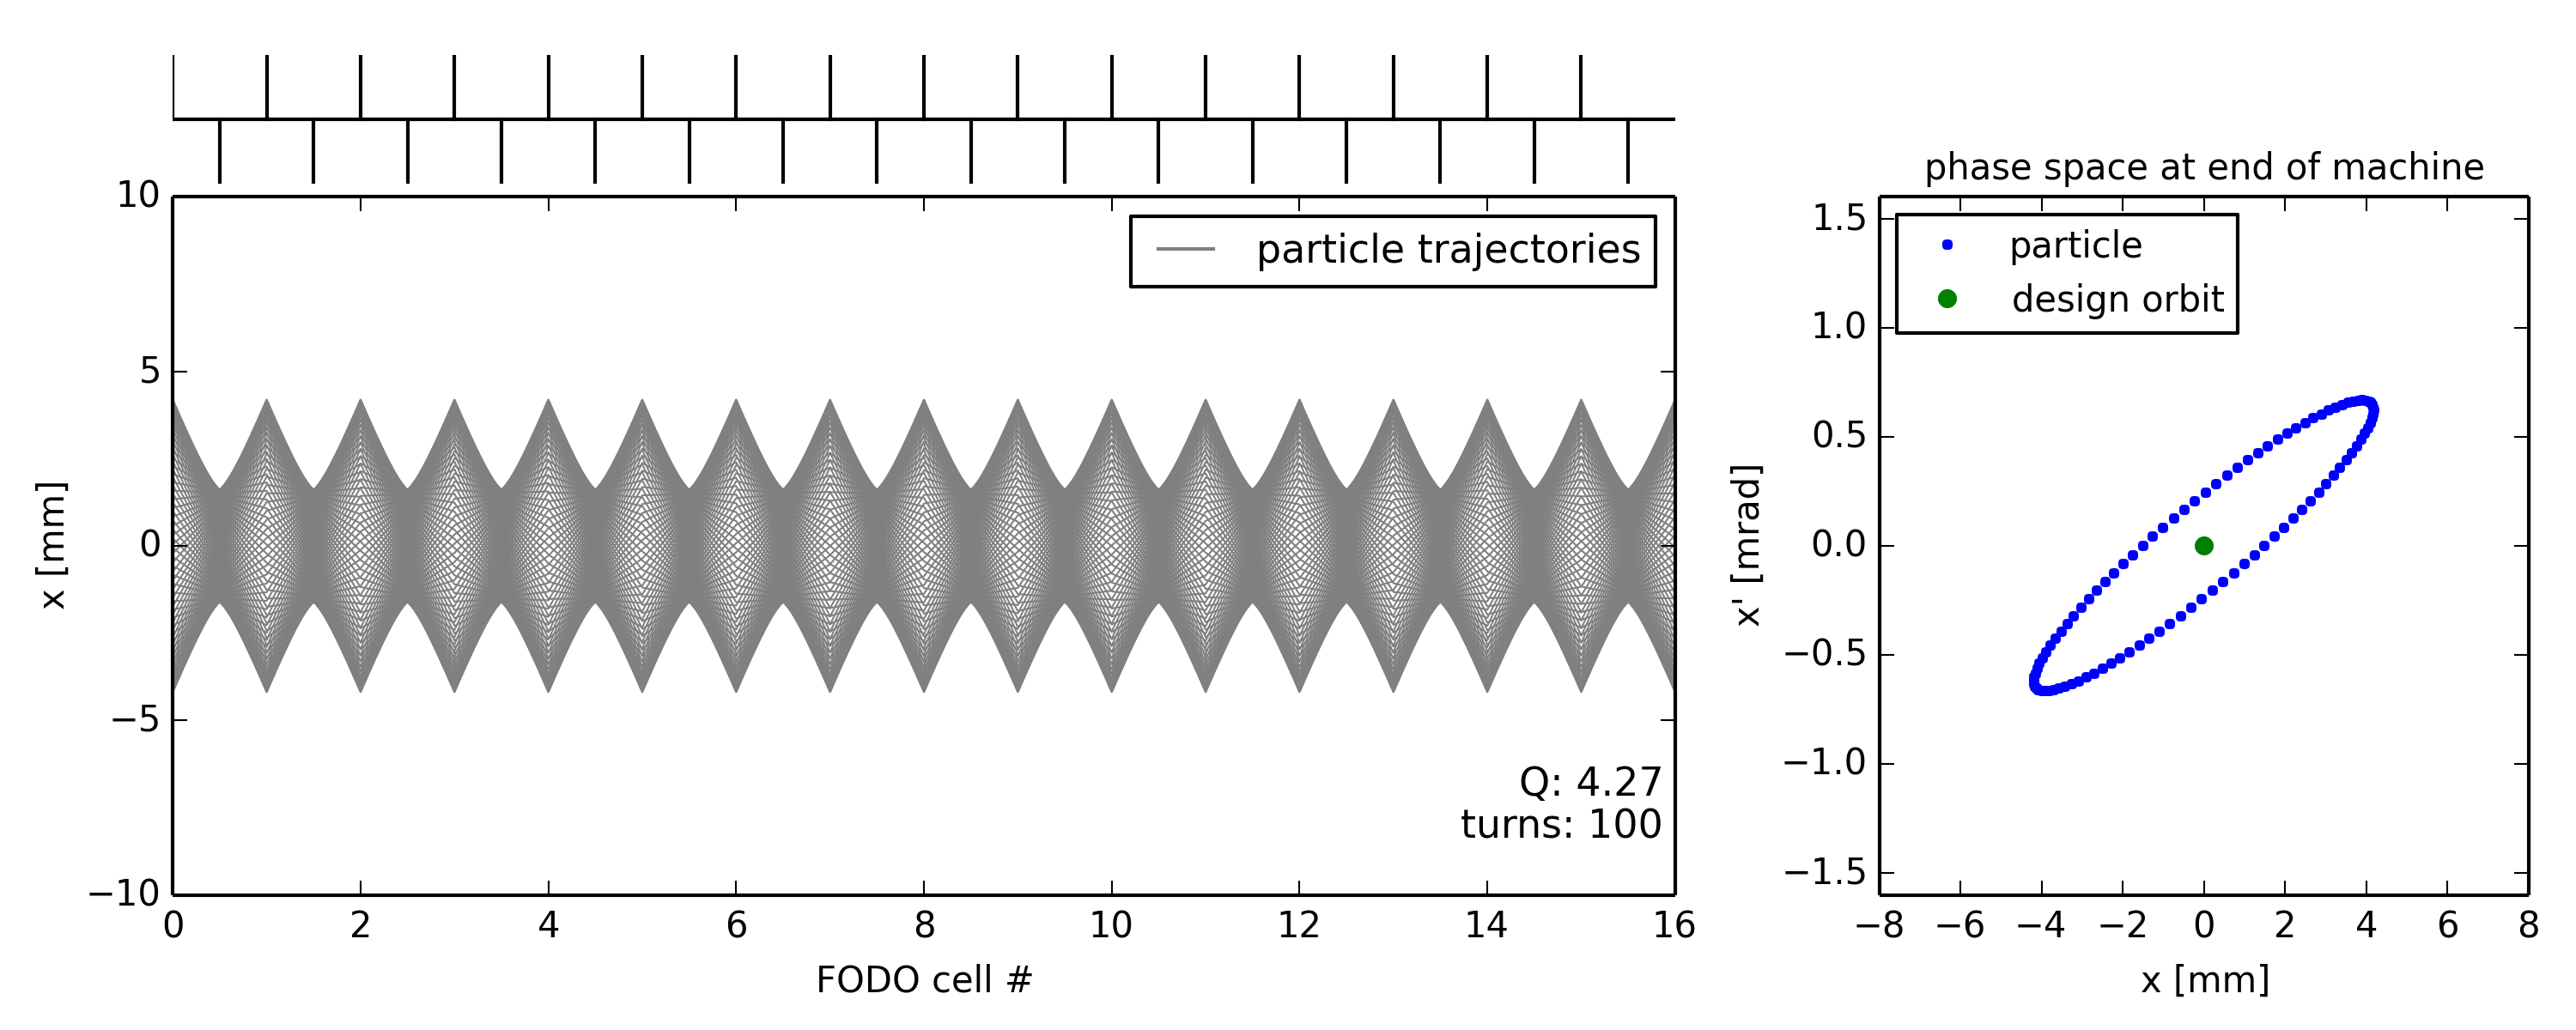 10
5
0
−5
−10
x [mm]
particle trajectories
Q: 4.27
turns: 100
0 2 4 6 8 10 12 14 16
FODO cell #
phase space at end of machine
1.5
1.0
0.5
0.0
−0.5
−1.0
−1.5
x' [mrad]
particle
design orbit
−8 −6 −4 −2 0 2 4 6 8
x [mm]